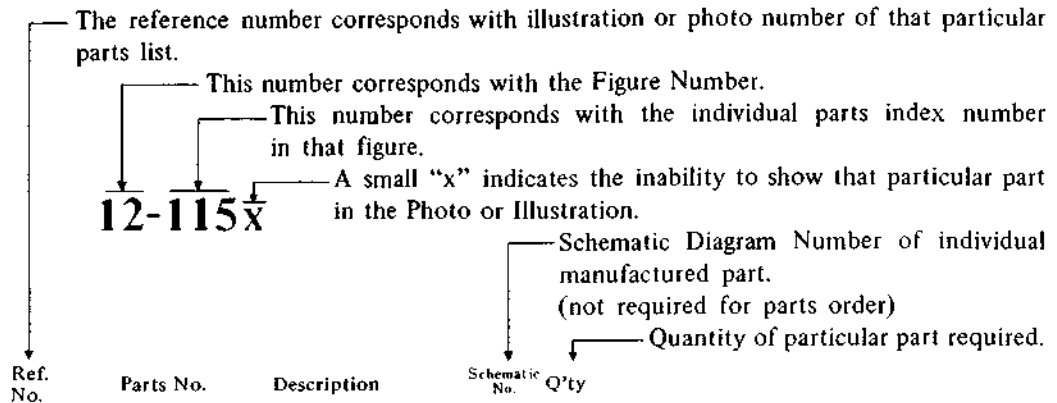 The reference number corresponds with illustration or photo number of that particular
parts list.
This number corresponds with the Figure Number.
This number corresponds with the individual parts index number
in that figure.
A small “x” indicates the inability to show that particular part
in the Photo or Illustration.
12-115x
Schematic Diagram Number of individual
manufactured part.
(not required for parts order)
Quantity of particular part required.
Ref. No. Parts No. Description Schematic No. Q'ty